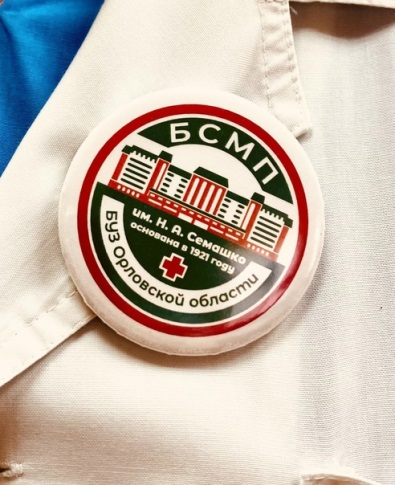 БСМП
им. Н. А. Семашко
основана в 1921 году
БУЗ Орловской области